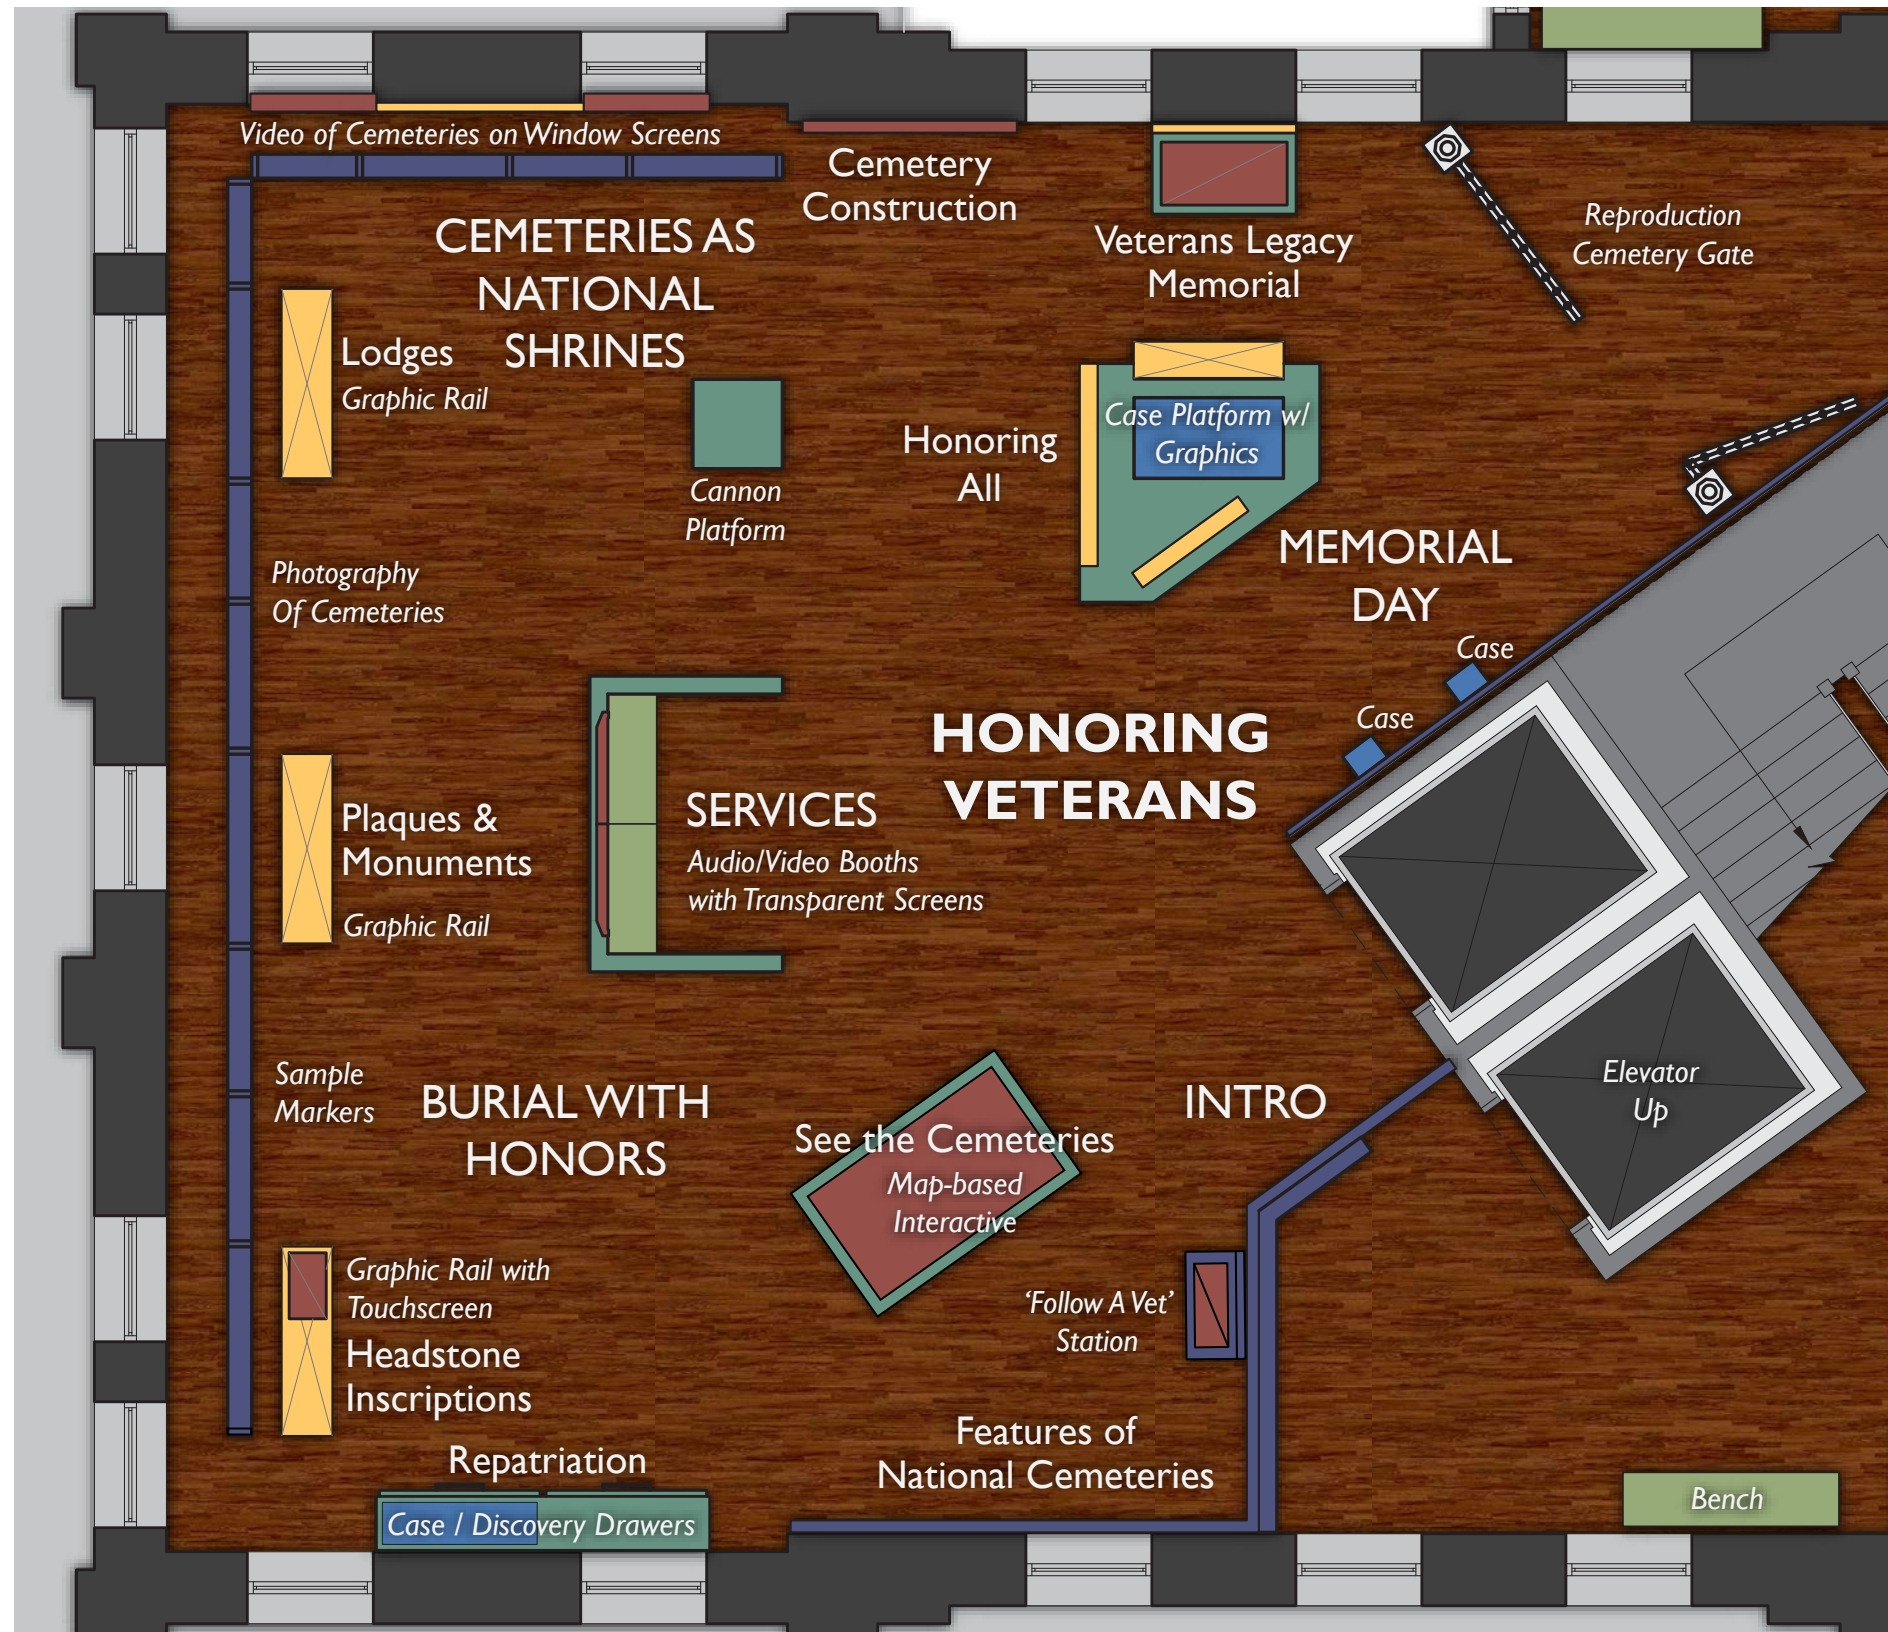 Video of Cemeteries on Window Screens
Cemetery
Construction
CEMETERIES AS
NATIONAL
SHRINES
Veterans Legacy
Memorial
Reproduction
Cemetery Gate
Lodges
Graphic Rail
Cannon
Platform
Honoring
All
Case Platform w/
Graphics
MEMORIAL
DAY
Case
Case
Photography
Of Cemeteries
HONORING
VETERANS
Plaques &
Monuments
Graphic Rail
SERVICES
Audio/Video Booths
with Transparent Screens
Sample
Markers
BURIAL WITH
HONORS
See the Cemeteries
Map-based
Interactive
INTRO
Elevator
Up
Graphic Rail with
Touchscreen
Headstone
Inscriptions
‘Follow A Vet’
Station
Repatriation
Case / Discovery Drawers
Features of
National Cemeteries
Bench